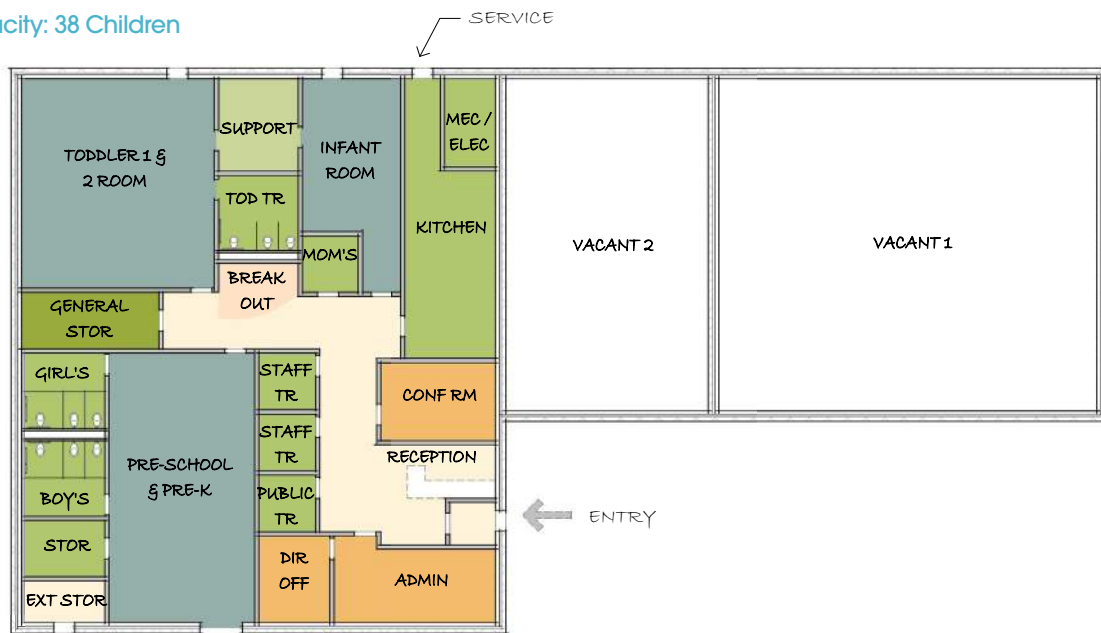 acity: 38 Children
SERVICE
TODDLER 1 &
2 ROOM
SUPPORT
INFANT
ROOM
MEC /
ELEC
TOD TR
KITCHEN
VACANT 2
VACANT 1
MOM'S
BREAK
OUT
GENERAL
STOR
GIRL'S
STAFF
TR
CONF RM
STAFF
TR
RECEPTION
PRE-SCHOOL
& PRE-K
BOY'S
PUBLIC
TR
ENTRY
STOR
DIR
OFF
ADMIN
EXT STOR